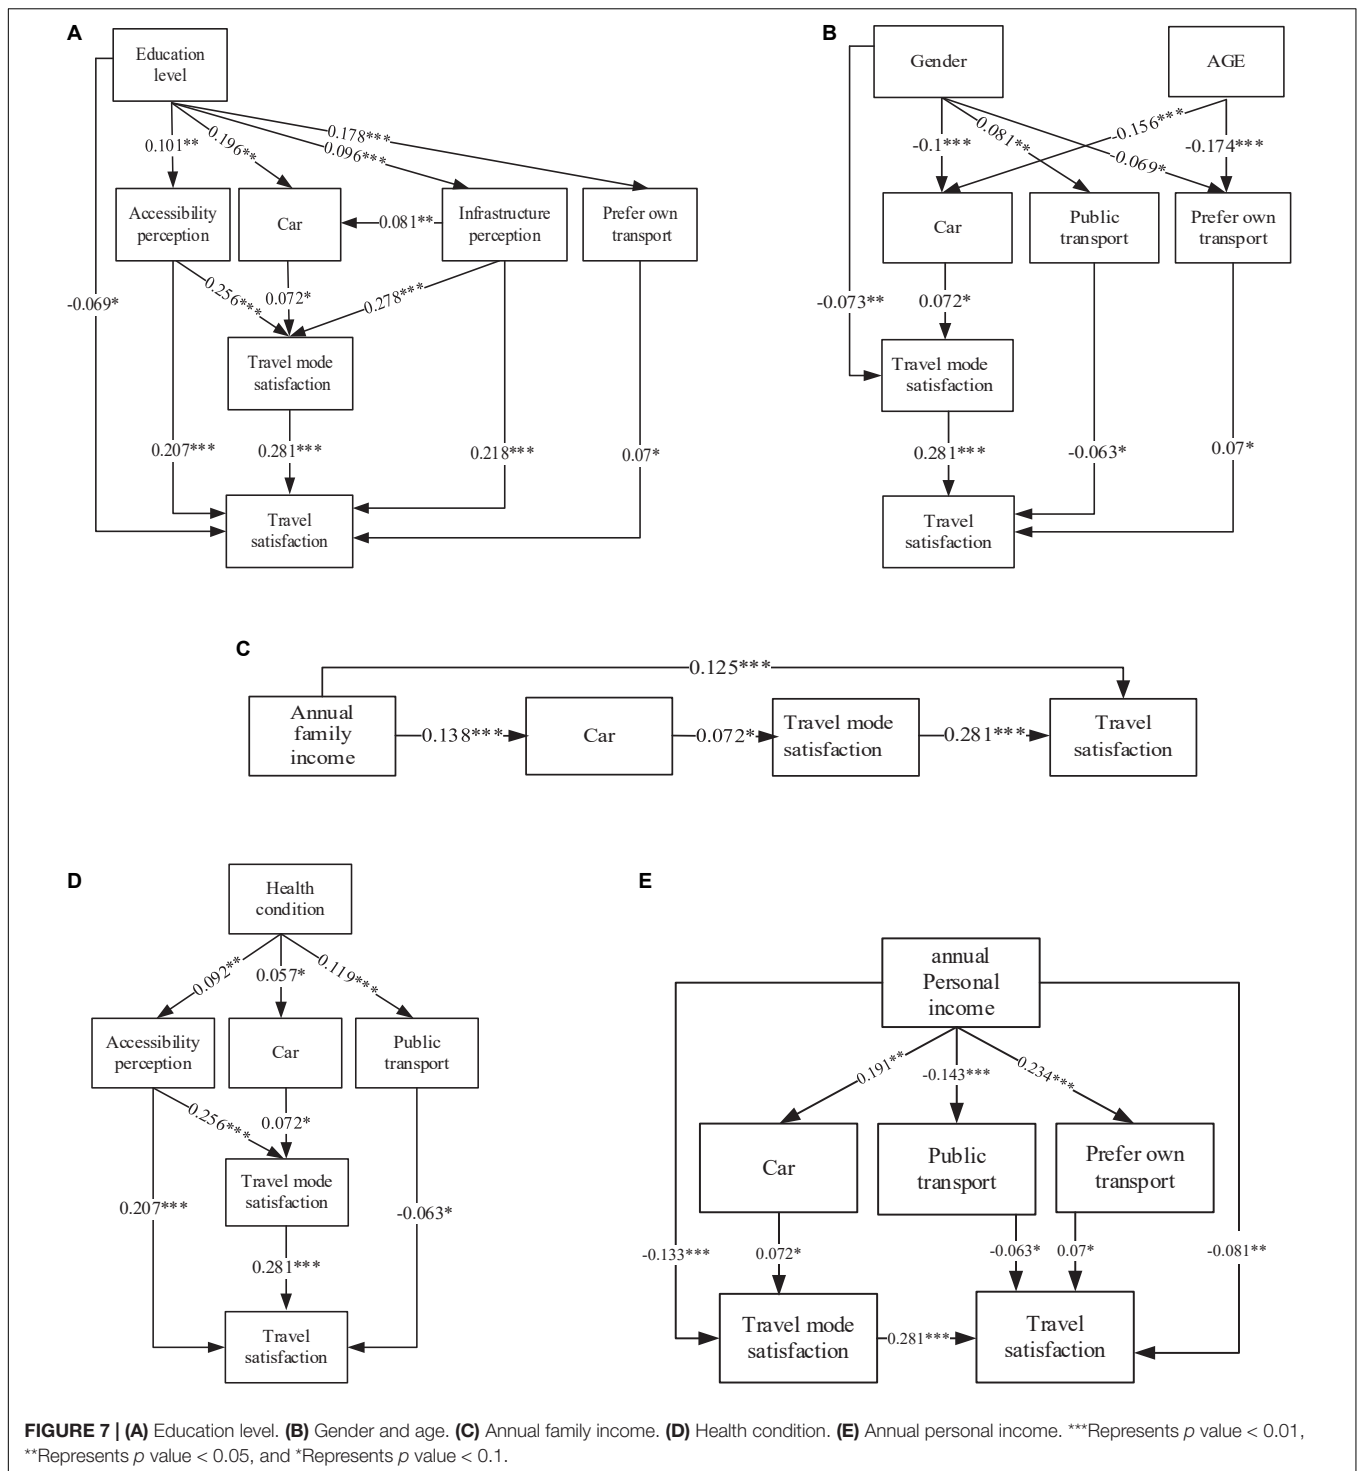 A
Education
level
0.101**
0.196**
0.096***
0.178***
Accessibility
perception
Car
0.081**
Infrastructure
perception
Prefer own
transport
-0.069*
0.256***
0.072*
0.278***
Travel mode
satisfaction
0.207***
0.281***
0.218***
0.07*
Travel
satisfaction
B
Gender
AGE
-0.1***
0.081**
-0.069*
-0.156***
-0.174***
Car
Public
transport
Prefer own
transport
-0.073**
0.072*
Travel mode
satisfaction
0.281***
-0.063*
0.07*
Travel
satisfaction
C
0.125***
Annual
family
income
0.138***
Car
0.072*
Travel mode
satisfaction
0.281***
Travel
satisfaction
D
Health
condition
0.092**
0.057*
0.119***
Accessibility
perception
Car
Public
transport
0.256***
0.072*
Travel mode
satisfaction
0.207***
-0.063*
0.281***
Travel
satisfaction
E
annual
Personal
income
0.191**
-0.143***
0.234***
Car
Public
transport
Prefer own
transport
-0.133***
0.072*
-0.063*
0.07*
-0.081**
Travel mode
satisfaction
0.281***
Travel
satisfaction
FIGURE 7 | (A) Education level. (B) Gender and age. (C) Annual family income. (D) Health condition. (E) Annual personal income. ***Represents p value < 0.01,
**Represents p value < 0.05, and *Represents p value < 0.1.